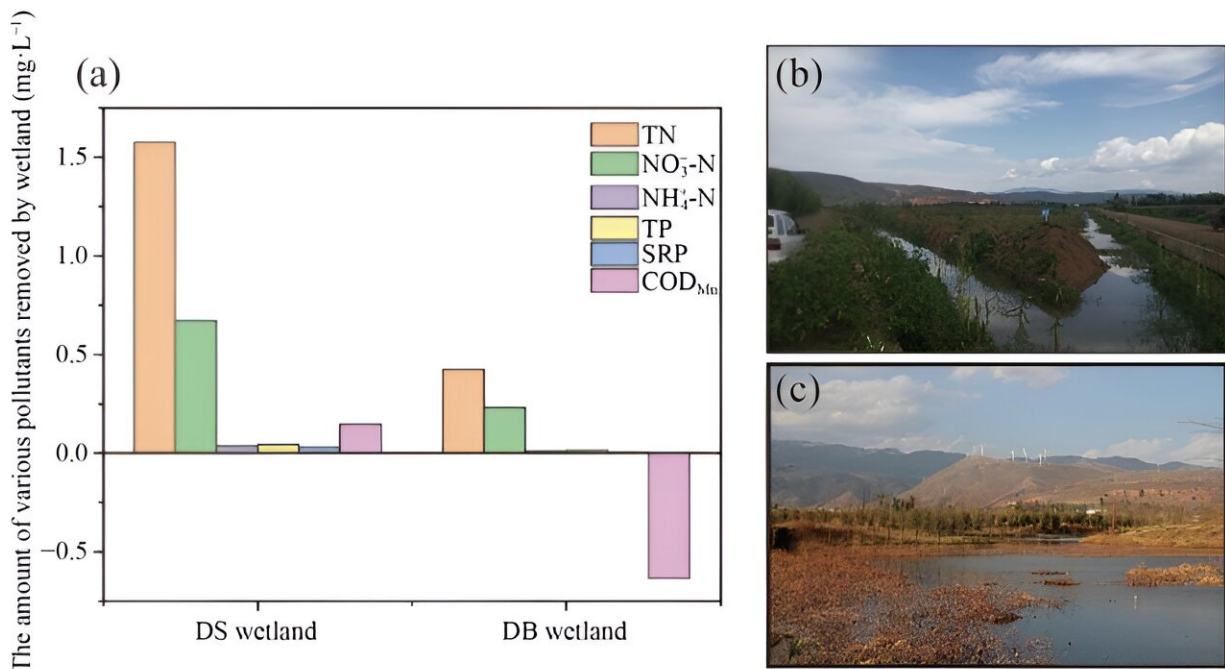 The amount of various pollutants removed by wetland (mg·L⁻¹)
(a)
1.5
1.0
0.5
0.0
−0.5
TN
NO₃⁻-N
NH₄⁺-N
TP
SRP
COD_Mn
DS wetland
DB wetland
(b)
(c)